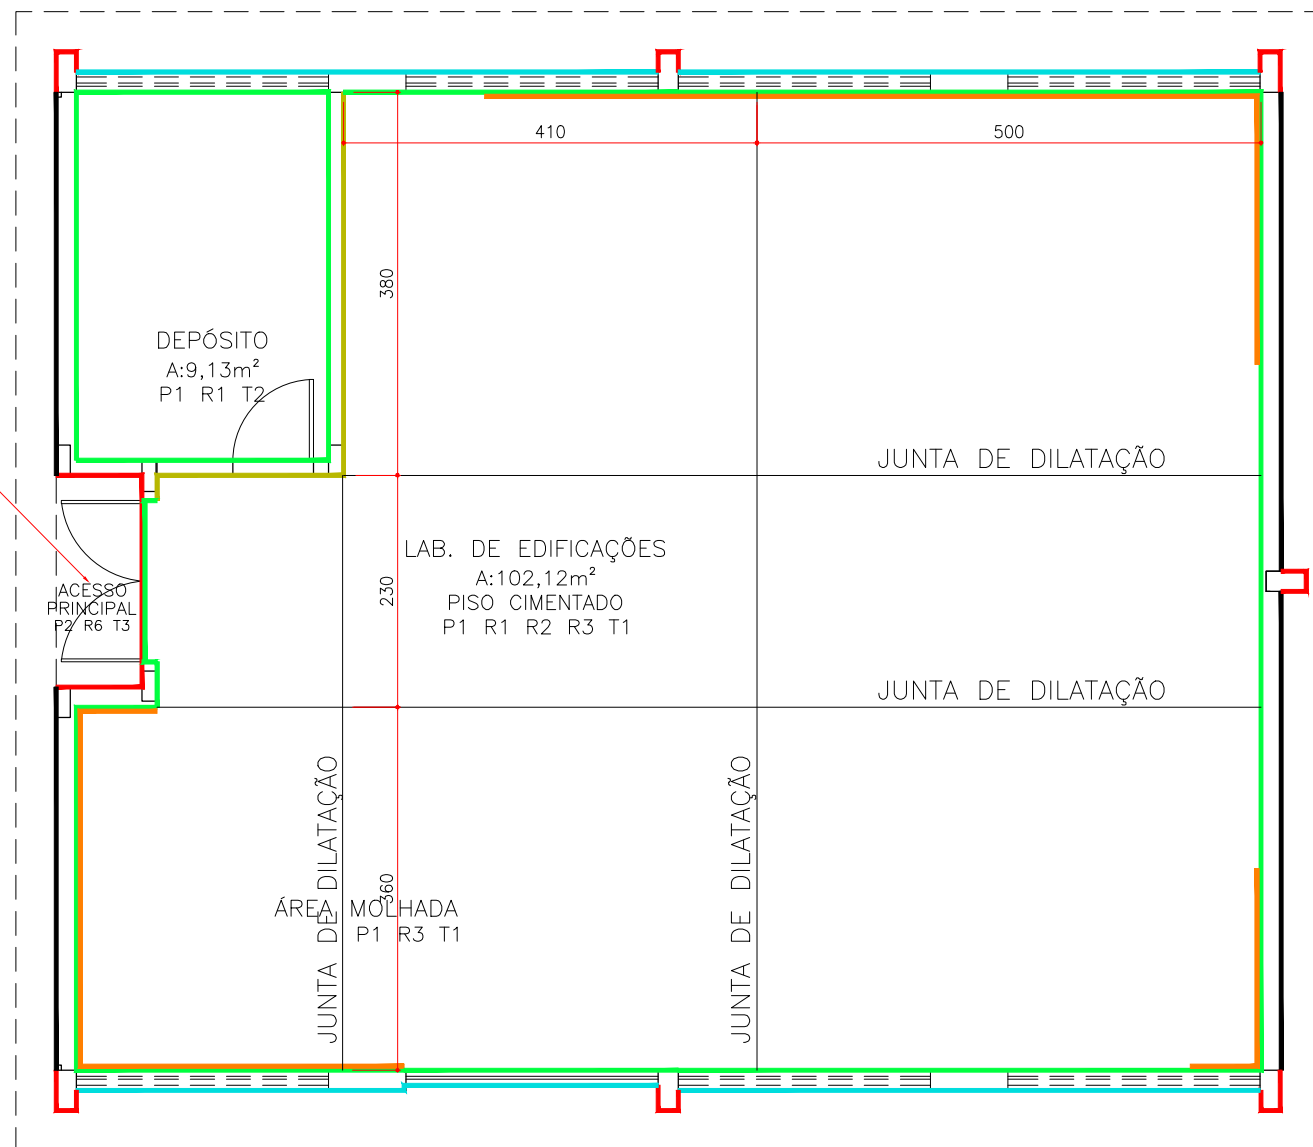 410
500
380
DEPÓSITO
A:9,13m²
P1 R1 T2
JUNTA DE DILATAÇÃO
LAB. DE EDIFICAÇÕES
A:102,12m²
PISO CIMENTADO
P1 R1 R2 R3 T1
230
ACESSO
PRINCIPAL
P2 R6 T3
JUNTA DE DILATAÇÃO
JUNTA DE DILATAÇÃO
JUNTA DE DILATAÇÃO
360
ÁREA MOLHADA
P1 R3 T1